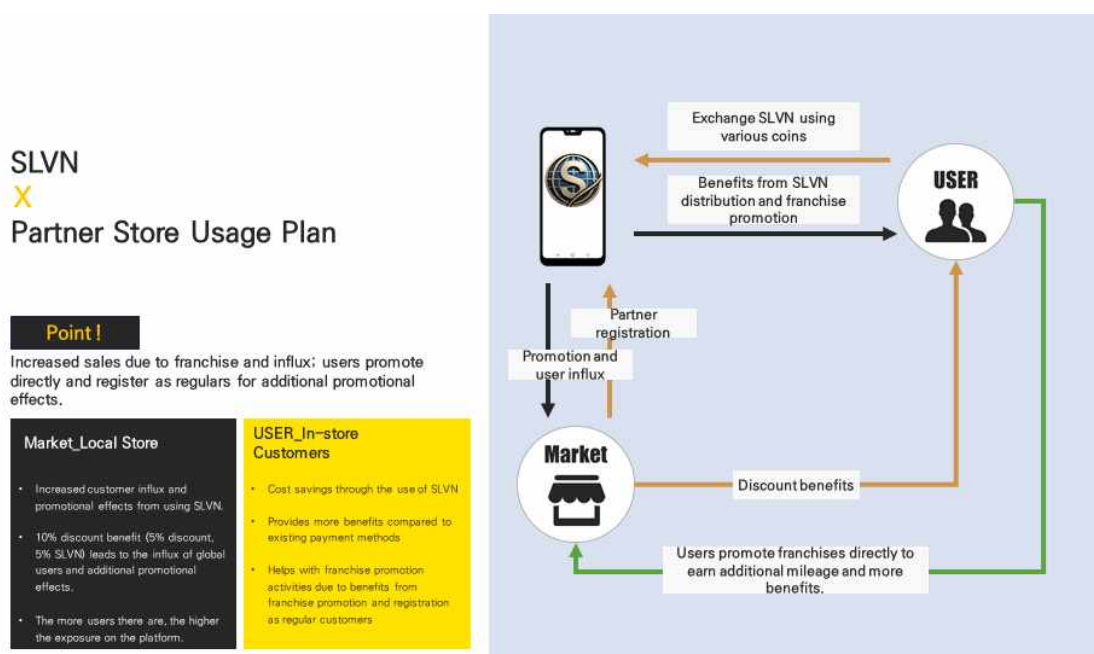 SLVN
X
Partner Store Usage Plan
Point!
Increased sales due to franchise and influx; users promote
directly and register as regulars for additional promotional
effects.
Market_Local Store
• Increased customer influx and
promotional effects from using SLVN.
• 10% discount benefit (5% discount,
5% SLVN) leads to the influx of global
users and additional promotional
effects.
• The more users there are, the higher
the exposure on the platform.
USER_In-store
Customers
• Cost savings through the use of SLVN
• Provides more benefits compared to
existing payment methods
• Helps with franchise promotion
activities due to benefits from
franchise promotion and registration
as regular customers
Exchange SLVN using
various coins
S
Benefits from SLVN
distribution and franchise
promotion
USER
Partner
registration
Promotion and
user influx
Market
Discount benefits
Users promote franchises directly to
earn additional mileage and more
benefits.